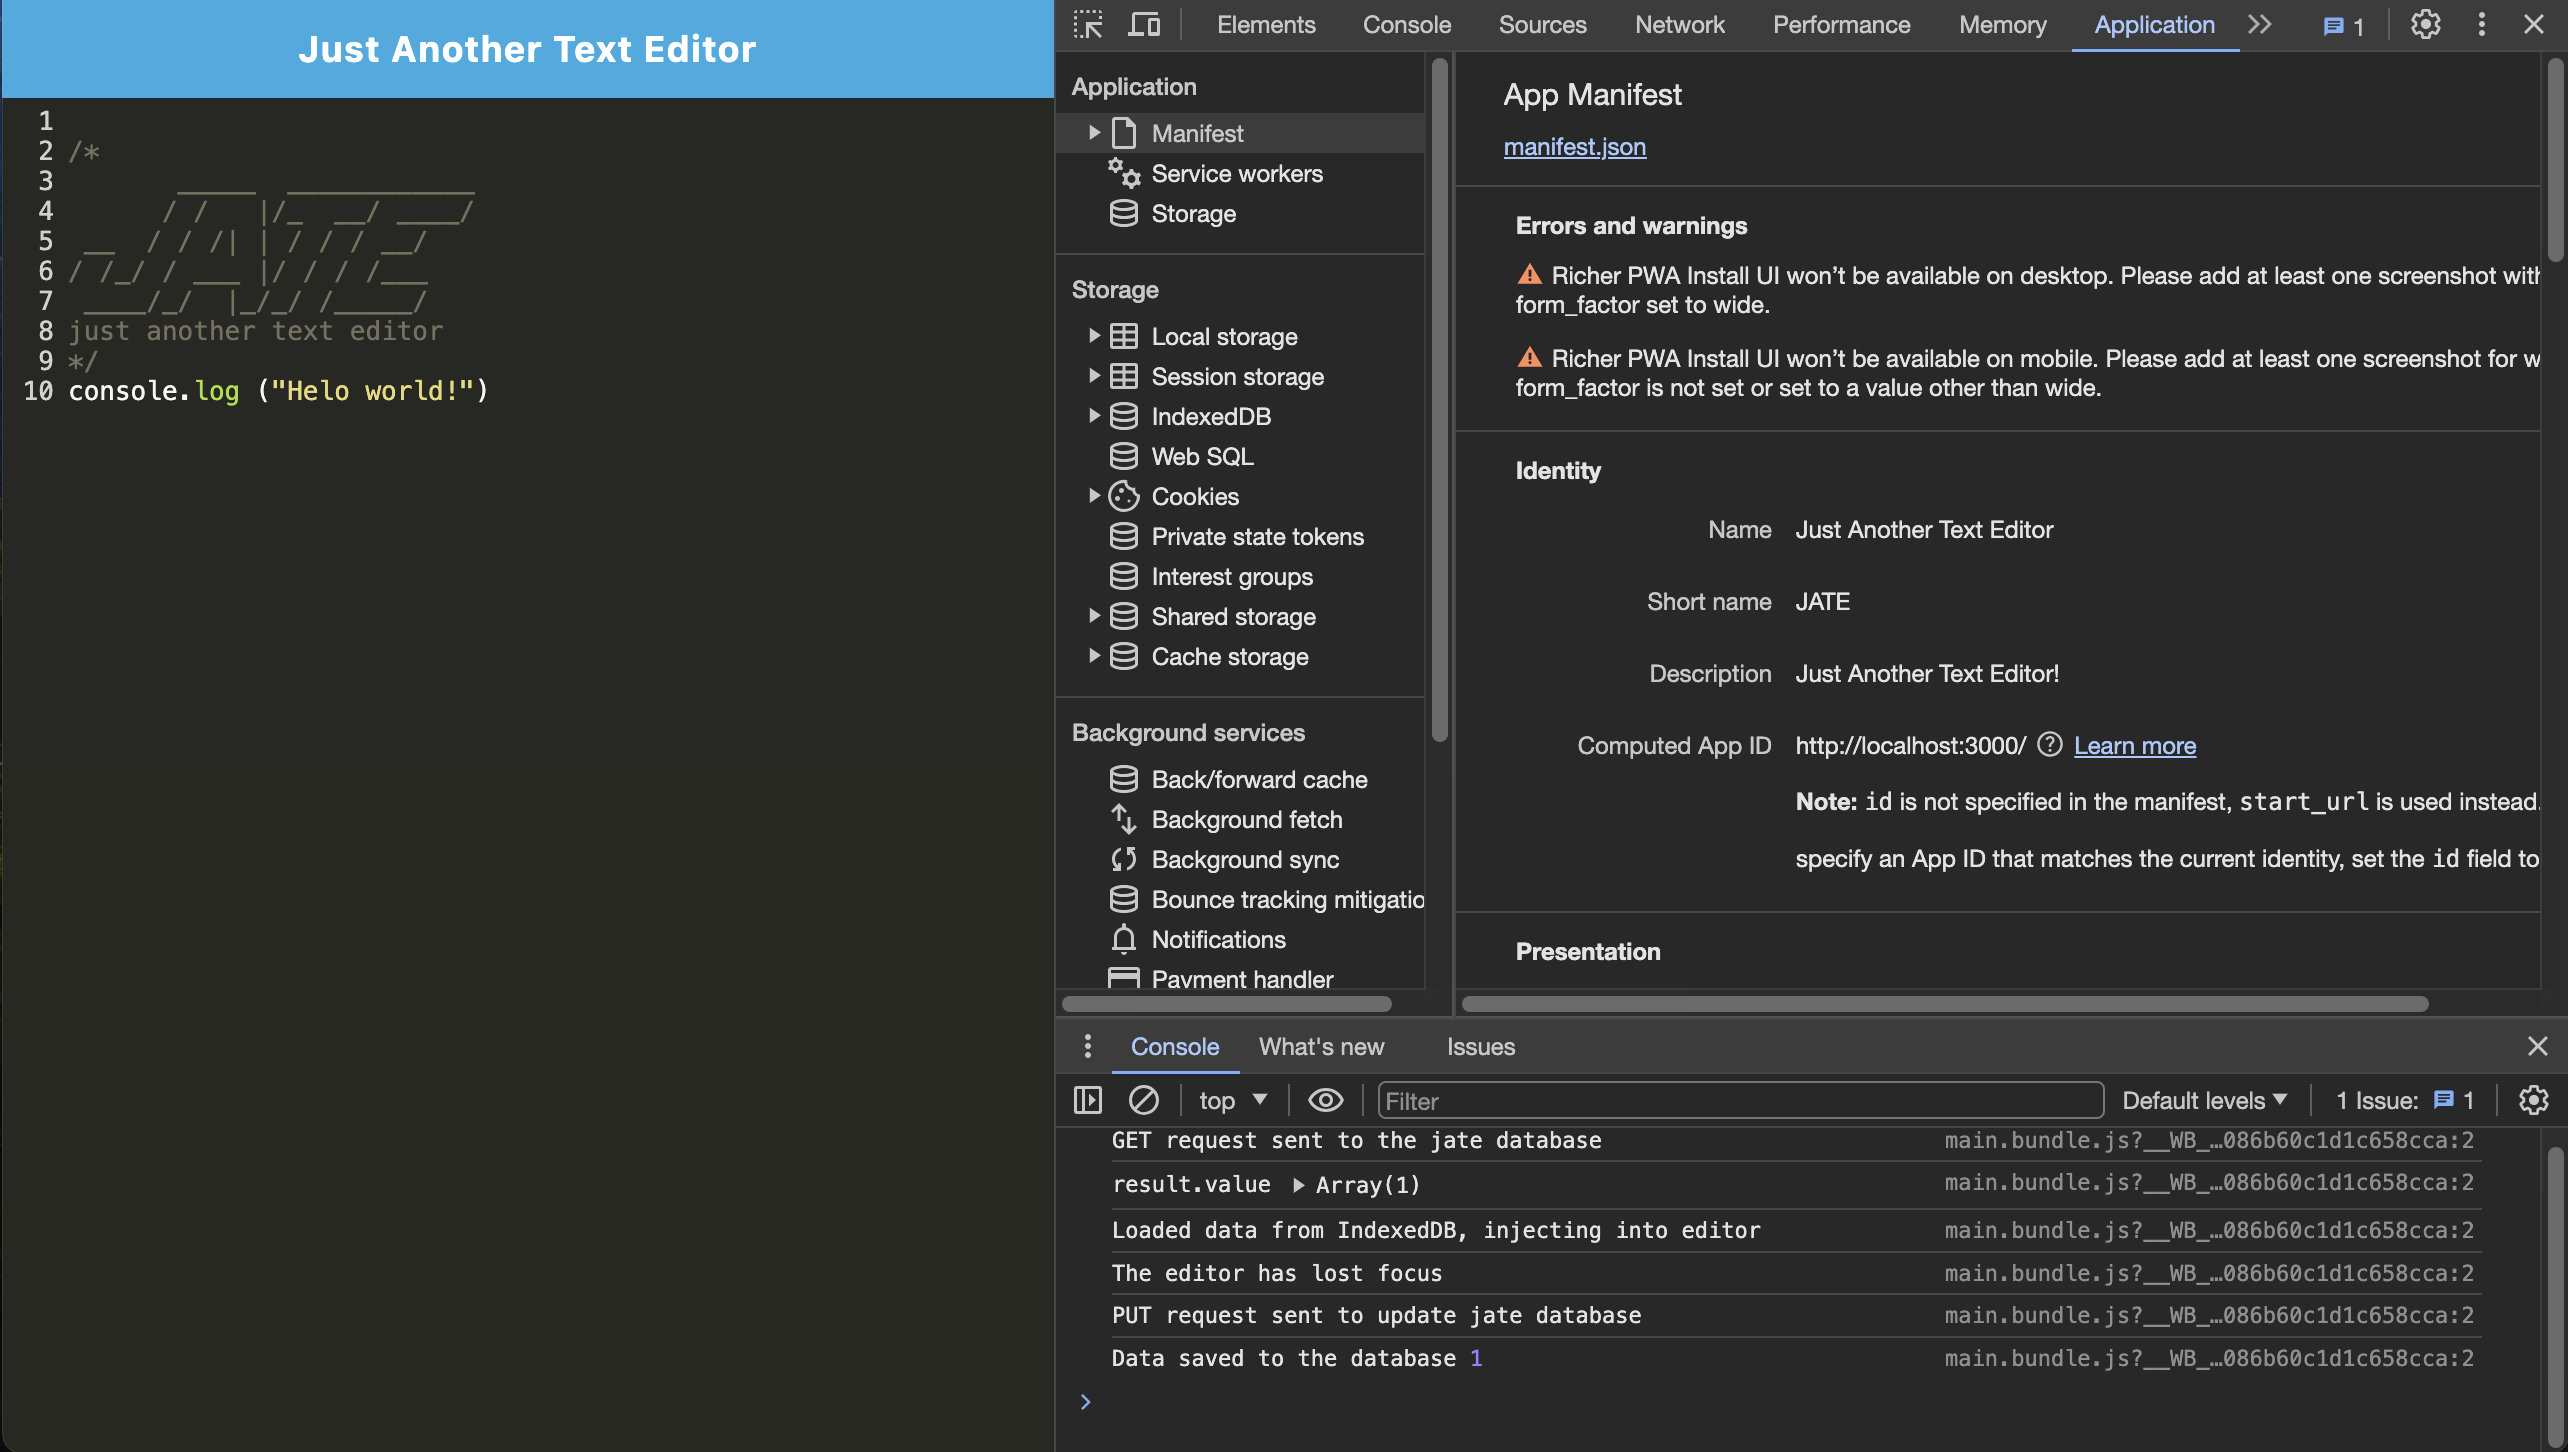 Just Another Text Editor
1
2 /*
3        _____  ____________
4       / /    |/_  __/ ____/
5  __  / / /| | / / / __/
6 / /_/ / ___ |/ / / /___
7  ____/_/  |_/_/ /_____/
8 just another text editor
9 */
10 console.log ("Helo world!")
Elements Console Sources Network Performance Memory Application 1
Application
Manifest
Service workers
Storage
Storage
Local storage
Session storage
IndexedDB
Web SQL
Cookies
Private state tokens
Interest groups
Shared storage
Cache storage
Background services
Back/forward cache
Background fetch
Background sync
Bounce tracking mitigatio
Notifications
Payment handler
App Manifest
manifest.json
Errors and warnings
Richer PWA Install UI won’t be available on desktop. Please add at least one screenshot with
form_factor set to wide.
Richer PWA Install UI won’t be available on mobile. Please add at least one screenshot for w
form_factor is not set or set to a value other than wide.
Identity
Name Just Another Text Editor
Short name JATE
Description Just Another Text Editor!
Computed App ID http://localhost:3000/ Learn more
Note: id is not specified in the manifest, start_url is used instead.
specify an App ID that matches the current identity, set the id field to
Presentation
Console What's new Issues
top Filter Default levels 1 Issue: 1
GET request sent to the jate database main.bundle.js?__WB_…086b60c1d1c658cca:2
result.value Array(1) main.bundle.js?__WB_…086b60c1d1c658cca:2
Loaded data from IndexedDB, injecting into editor main.bundle.js?__WB_…086b60c1d1c658cca:2
The editor has lost focus main.bundle.js?__WB_…086b60c1d1c658cca:2
PUT request sent to update jate database main.bundle.js?__WB_…086b60c1d1c658cca:2
Data saved to the database 1 main.bundle.js?__WB_…086b60c1d1c658cca:2